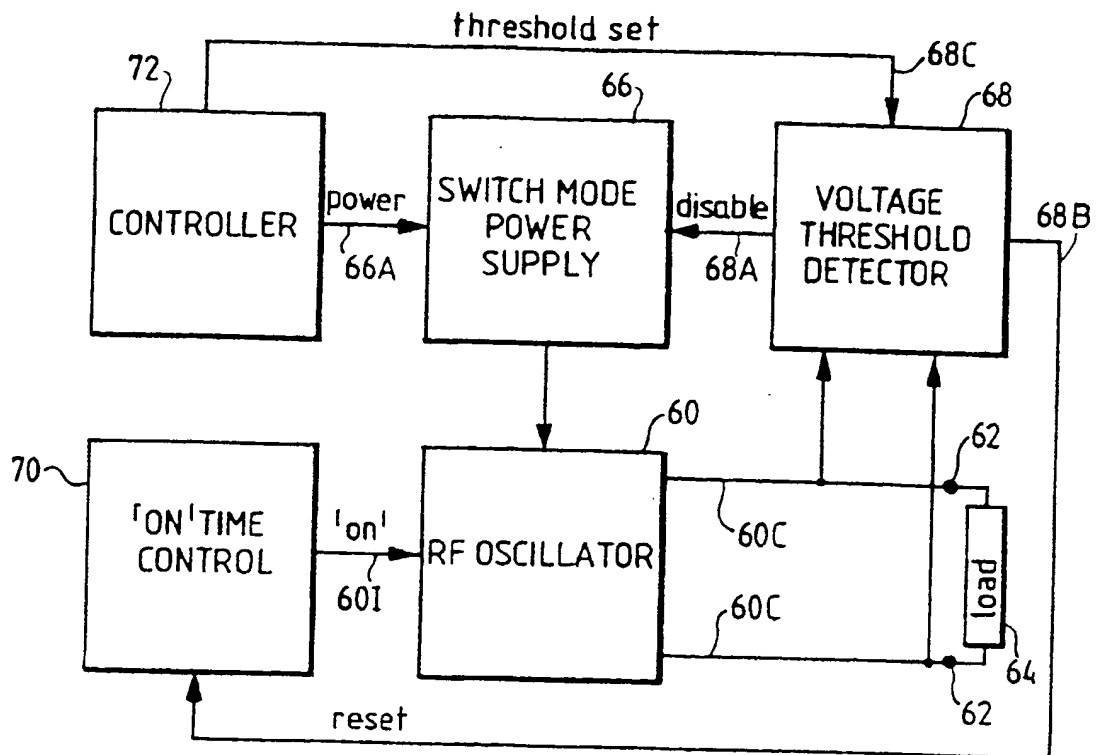 threshold set
72
66
68C
68
CONTROLLER
power
66A
SWITCH MODE
POWER
SUPPLY
disable
68A
VOLTAGE
THRESHOLD
DETECTOR
68B
70
'ON' TIME
CONTROL
'on'
60I
60
RF OSCILLATOR
60C
60C
62
load
64
62
reset